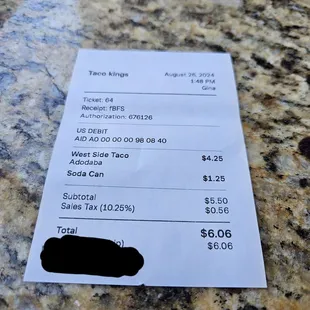 Taco kings August 26, 2024
1:48 PM
Gina
Ticket: 64
Receipt: fBFS
Authorization: 676126
US DEBIT
AID A0 00 00 00 98 08 40
West Side Taco $4.25
Adodaba
Soda Can $1.25
Subtotal $5.50
Sales Tax (10.25%) $0.56
Total $6.06
$6.06